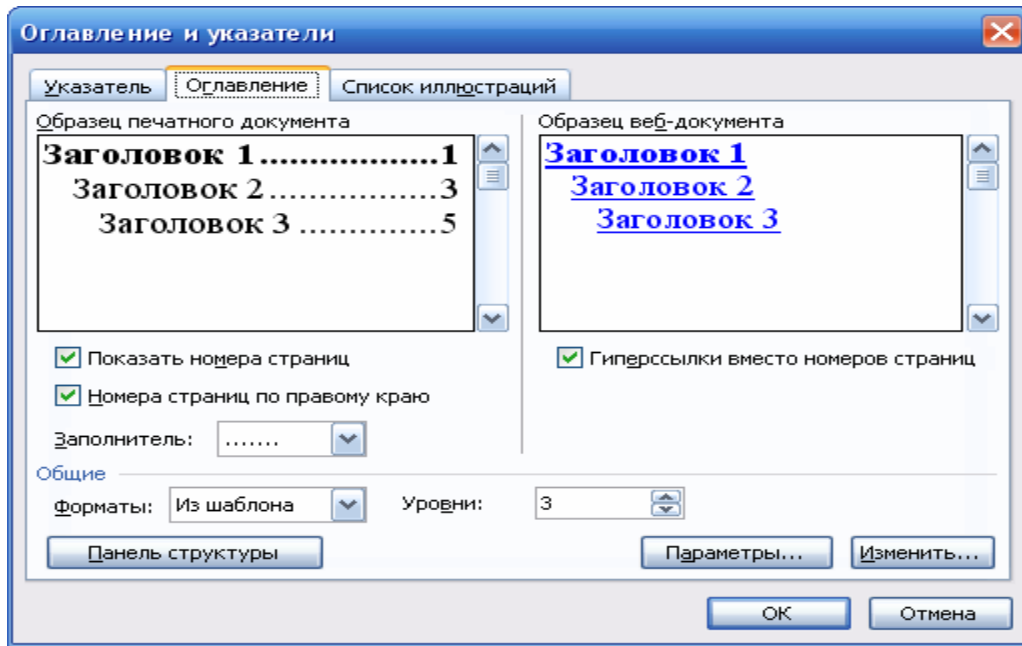 Оглавление и указатели
Указатель Оглавление Список иллюстраций
Образец печатного документа
Заголовок 1..................1
Заголовок 2................3
Заголовок 3 ..............5
Образец веб-документа
Заголовок 1
Заголовок 2
Заголовок 3
Показать номера страниц
Номера страниц по правому краю
Заполнитель: .......
Гиперссылки вместо номеров страниц
Общие
Форматы: Из шаблона Уровни: 3
Панель структуры Параметры... Изменить...
ОК Отмена